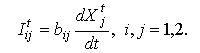 I_{ij}^{t} = b_{ij} \frac{dX_{j}^{t}}{dt}, i, j = 1,2.